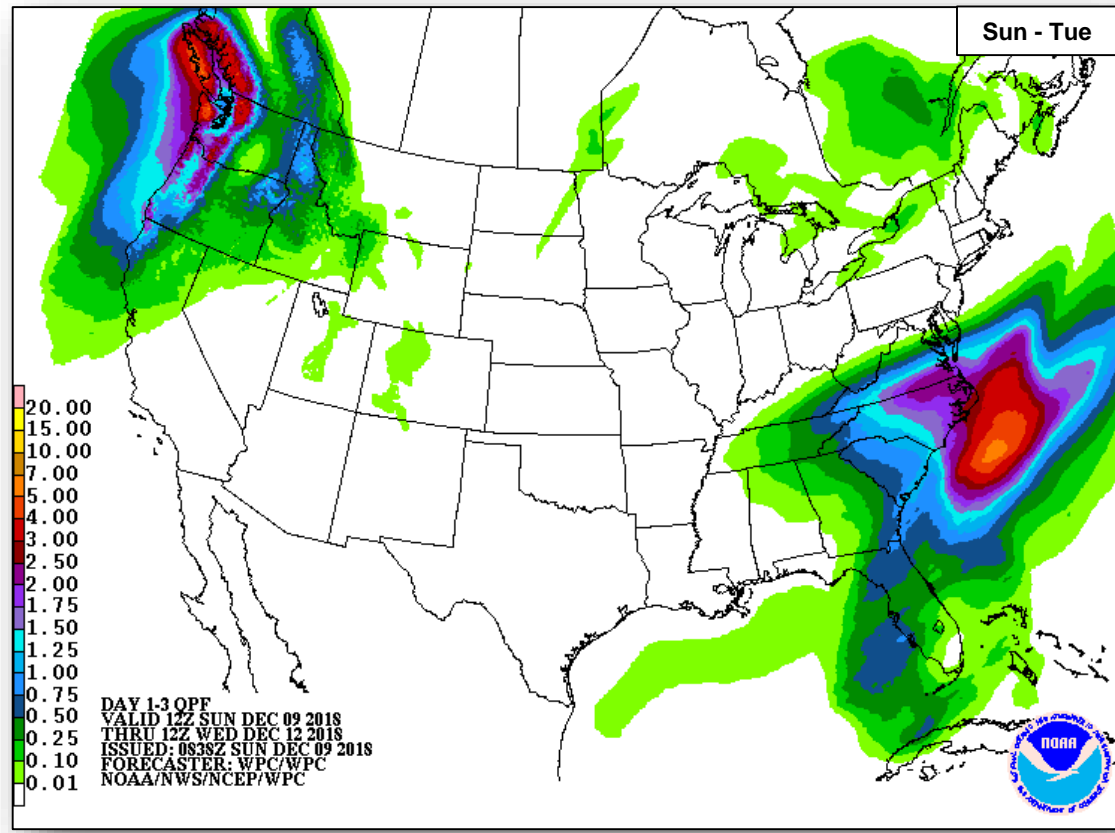 Sun - Tue
20.00
15.00
10.00
7.00
5.00
4.00
3.00
2.50
2.00
1.75
1.50
1.25
1.00
0.75
0.50
0.25
0.10
0.01
DAY 1-3 QPF
VALID 12Z SUN DEC 09 2018
THRU 12Z WED DEC 12 2018
ISSUED: 0838Z SUN DEC 09 2018
FORECASTER: WPC/WPC
NOAA/NWS/NCEP/WPC
NOAA